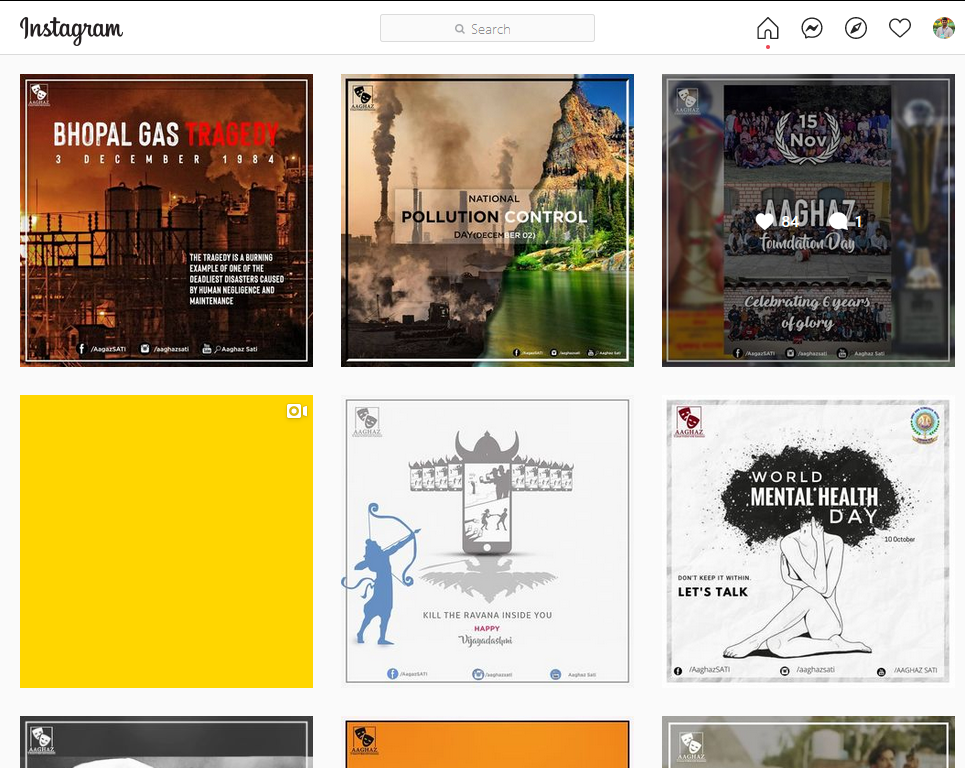 Instagram
Search
AAGHAZ
BHOPAL GAS TRAGEDY
3 DECEMBER 1984
THE TRAGEDY IS A BURNING
EXAMPLE OF ONE OF THE
DEADLIEST DISASTERS CAUSED
BY HUMAN NEGLIGENCE AND
MAINTENANCE
/AagazSATI /aaghazsati Aaghaz Sati
AAGHAZ
NATIONAL
POLLUTION CONTROL
DAY(DECEMBER 02)
/AagazSATI /aaghazsati Aaghaz Sati
AAGHAZ
15
Nov
AAGHAZ
84 1
Foundation Day
Celebrating 6 years
of glory
/AagazSATI /aaghazsati Aaghaz Sati
AAGHAZ
KILL THE RAVANA INSIDE YOU
HAPPY
Vijayadashmi
/AagazSATI /aaghazsati Aaghaz Sati
AAGHAZ
WORLD
MENTAL HEALTH
DAY
10 October
DON'T KEEP IT WITHIN.
LET'S TALK
/AaghazSATI /aaghazsati /AAGHAZ SATI
AAGHAZ
AAGHAZ
AAGHAZ